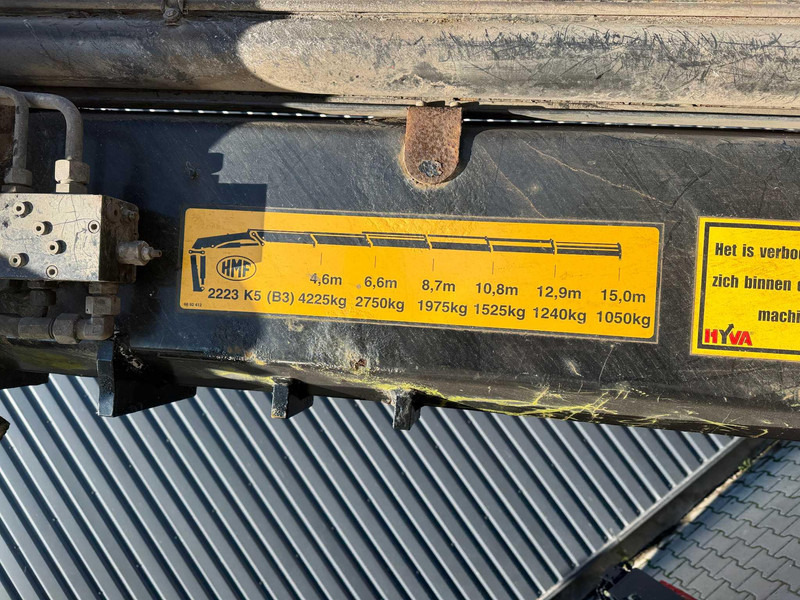 HMF
4,6m 6,6m 8,7m 10,8m 12,9m 15,0m
2223 K5 (B3) 4225kg 2750kg 1975kg 1525kg 1240kg 1050kg
Het is verbo
zich binnen
machi
HYVA